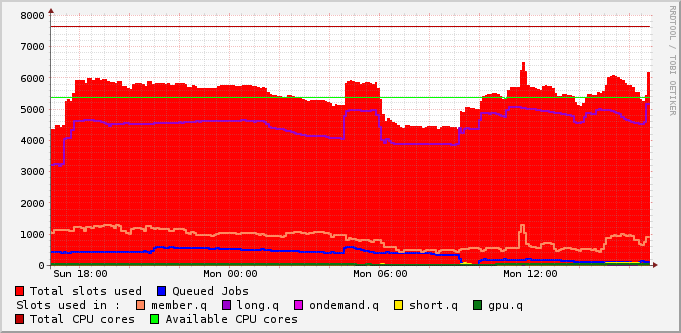 8000
7000
6000
5000
4000
3000
2000
1000
0
Sun 18:00 Mon 00:00 Mon 06:00 Mon 12:00
RRDTOOL / TOBI OETIKER
Total slots used Queued Jobs
Slots used in : member.q long.q ondemand.q short.q gpu.q
Total CPU cores Available CPU cores